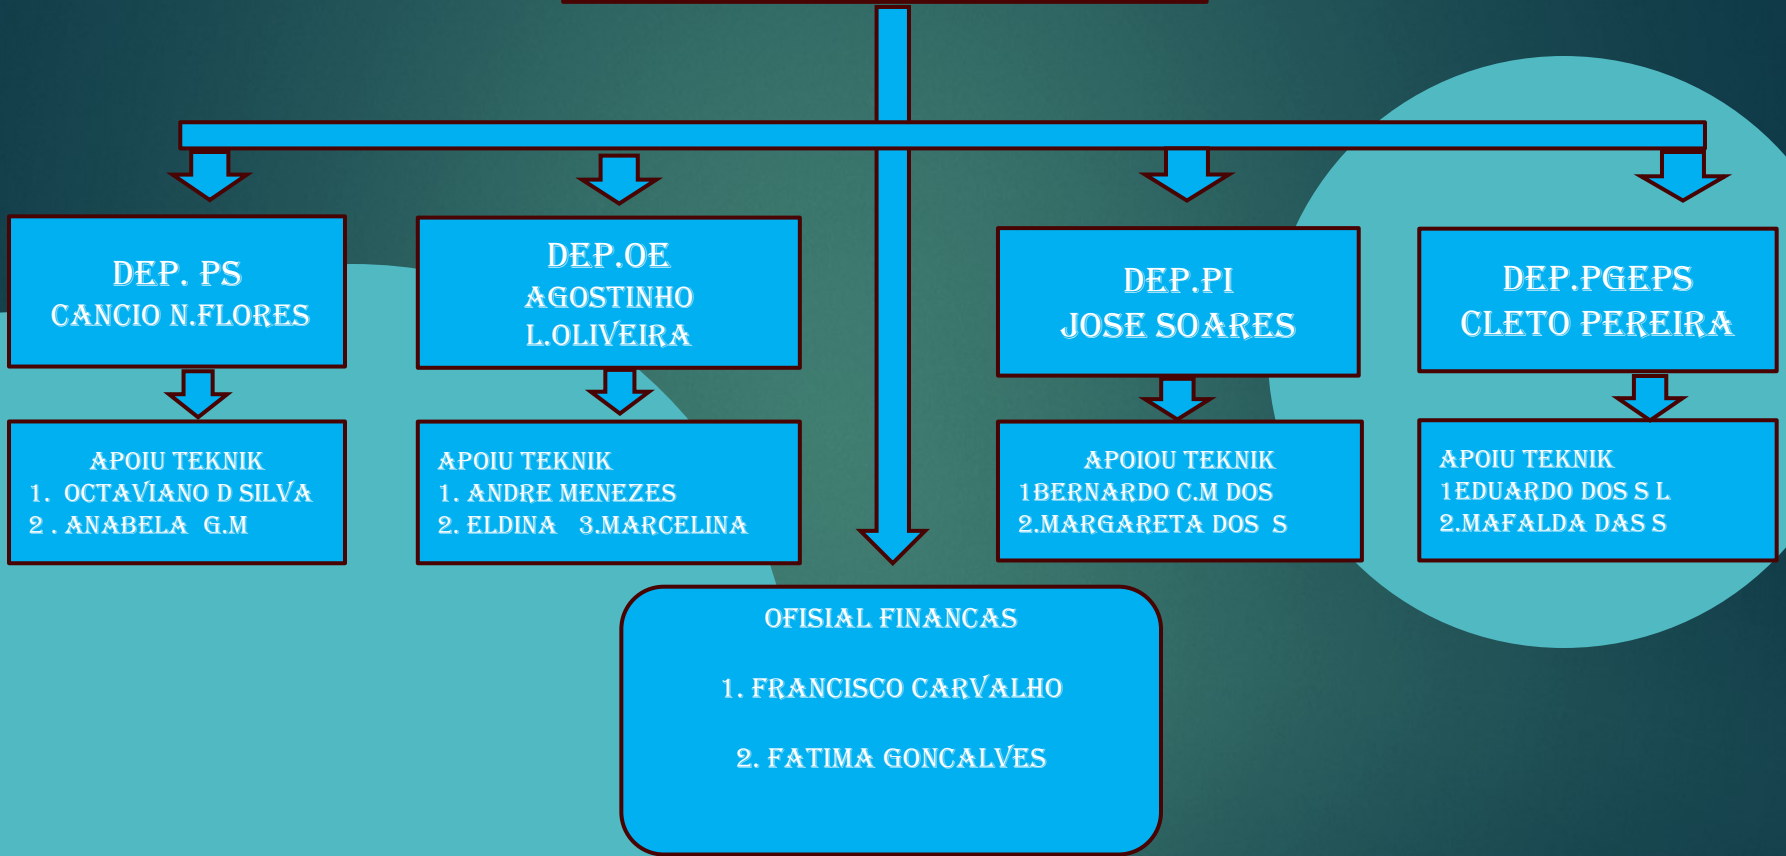 DEP. PS
CANCIO N.FLORES
DEP.OE
AGOSTINHO
L.OLIVEIRA
DEP.PI
JOSE SOARES
DEP.PGEPS
CLETO PEREIRA
APOIU TEKNIK
1. OCTAVIANO D SILVA
2 . ANABELA G.M
APOIU TEKNIK
1. ANDRE MENEZES
2. ELDINA 3.MARCELINA
APOIOU TEKNIK
1BERNARDO C.M DOS
2.MARGARETA DOS S
APOIU TEKNIK
1EDUARDO DOS S L
2.MAFALDA DAS S
OFISIAL FINANCAS
1. FRANCISCO CARVALHO
2. FATIMA GONCALVES